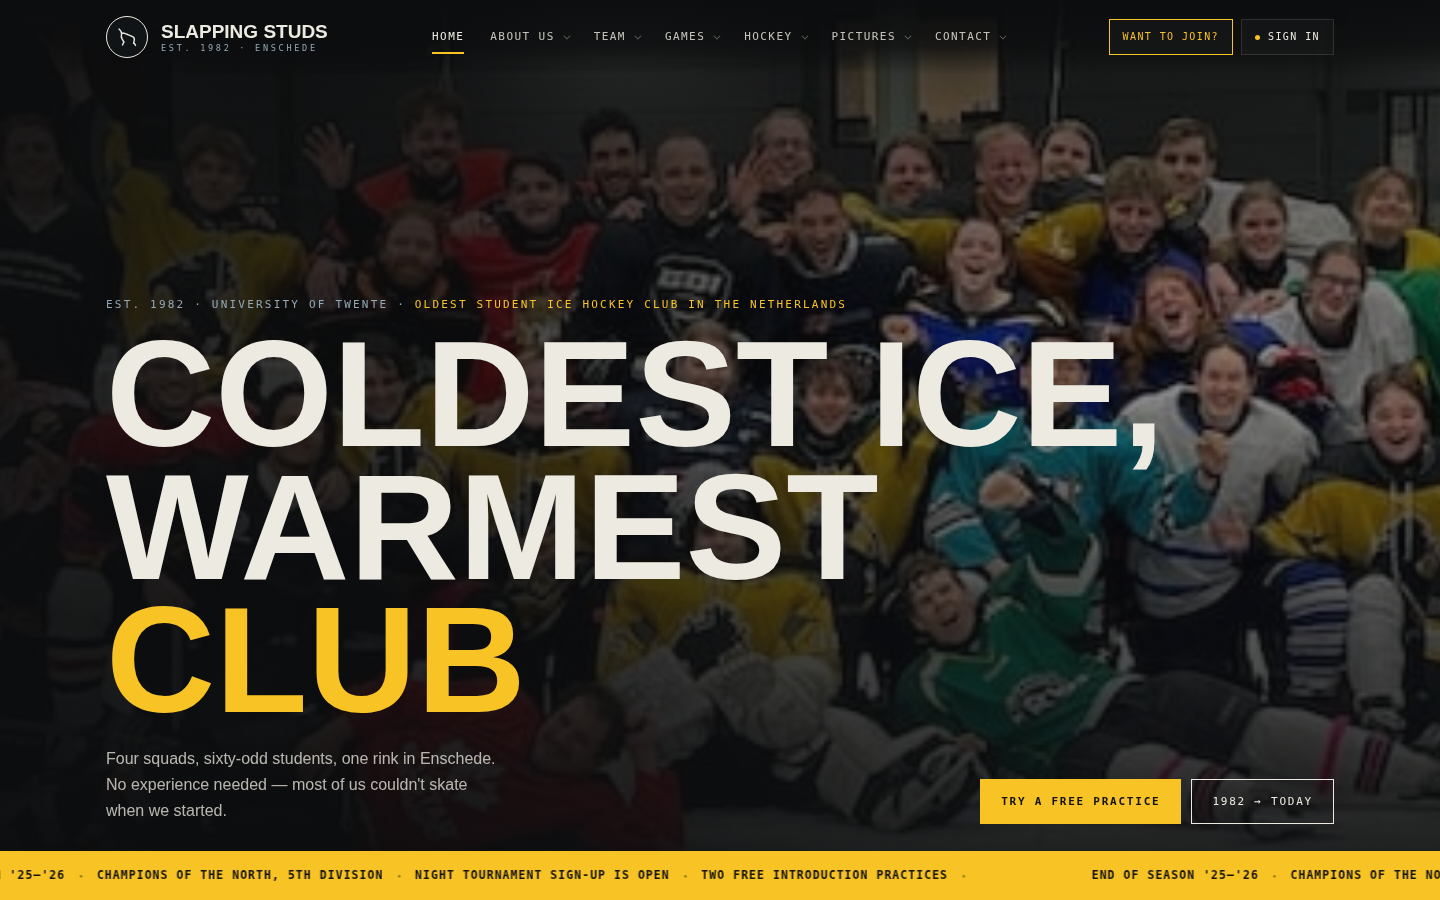 SLAPPING STUDS
EST. 1982 · ENSCHEDE
HOME ABOUT US TEAM GAMES HOCKEY PICTURES CONTACT
WANT TO JOIN?
SIGN IN
EST. 1982 · UNIVERSITY OF TWENTE · OLDEST STUDENT ICE HOCKEY CLUB IN THE NETHERLANDS
COLDEST ICE,
WARMEST
CLUB
Four squads, sixty-odd students, one rink in Enschede.
No experience needed — most of us couldn't skate
when we started.
TRY A FREE PRACTICE
1982 → TODAY
'25—'26 · CHAMPIONS OF THE NORTH, 5TH DIVISION · NIGHT TOURNAMENT SIGN-UP IS OPEN · TWO FREE INTRODUCTION PRACTICES · END OF SEASON '25—'26 · CHAMPIONS OF THE